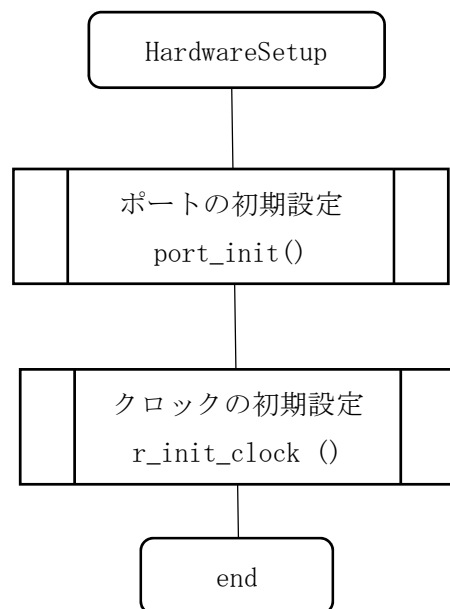 HardwareSetup
ポートの初期設定
port_init()
クロックの初期設定
r_init_clock ()
end